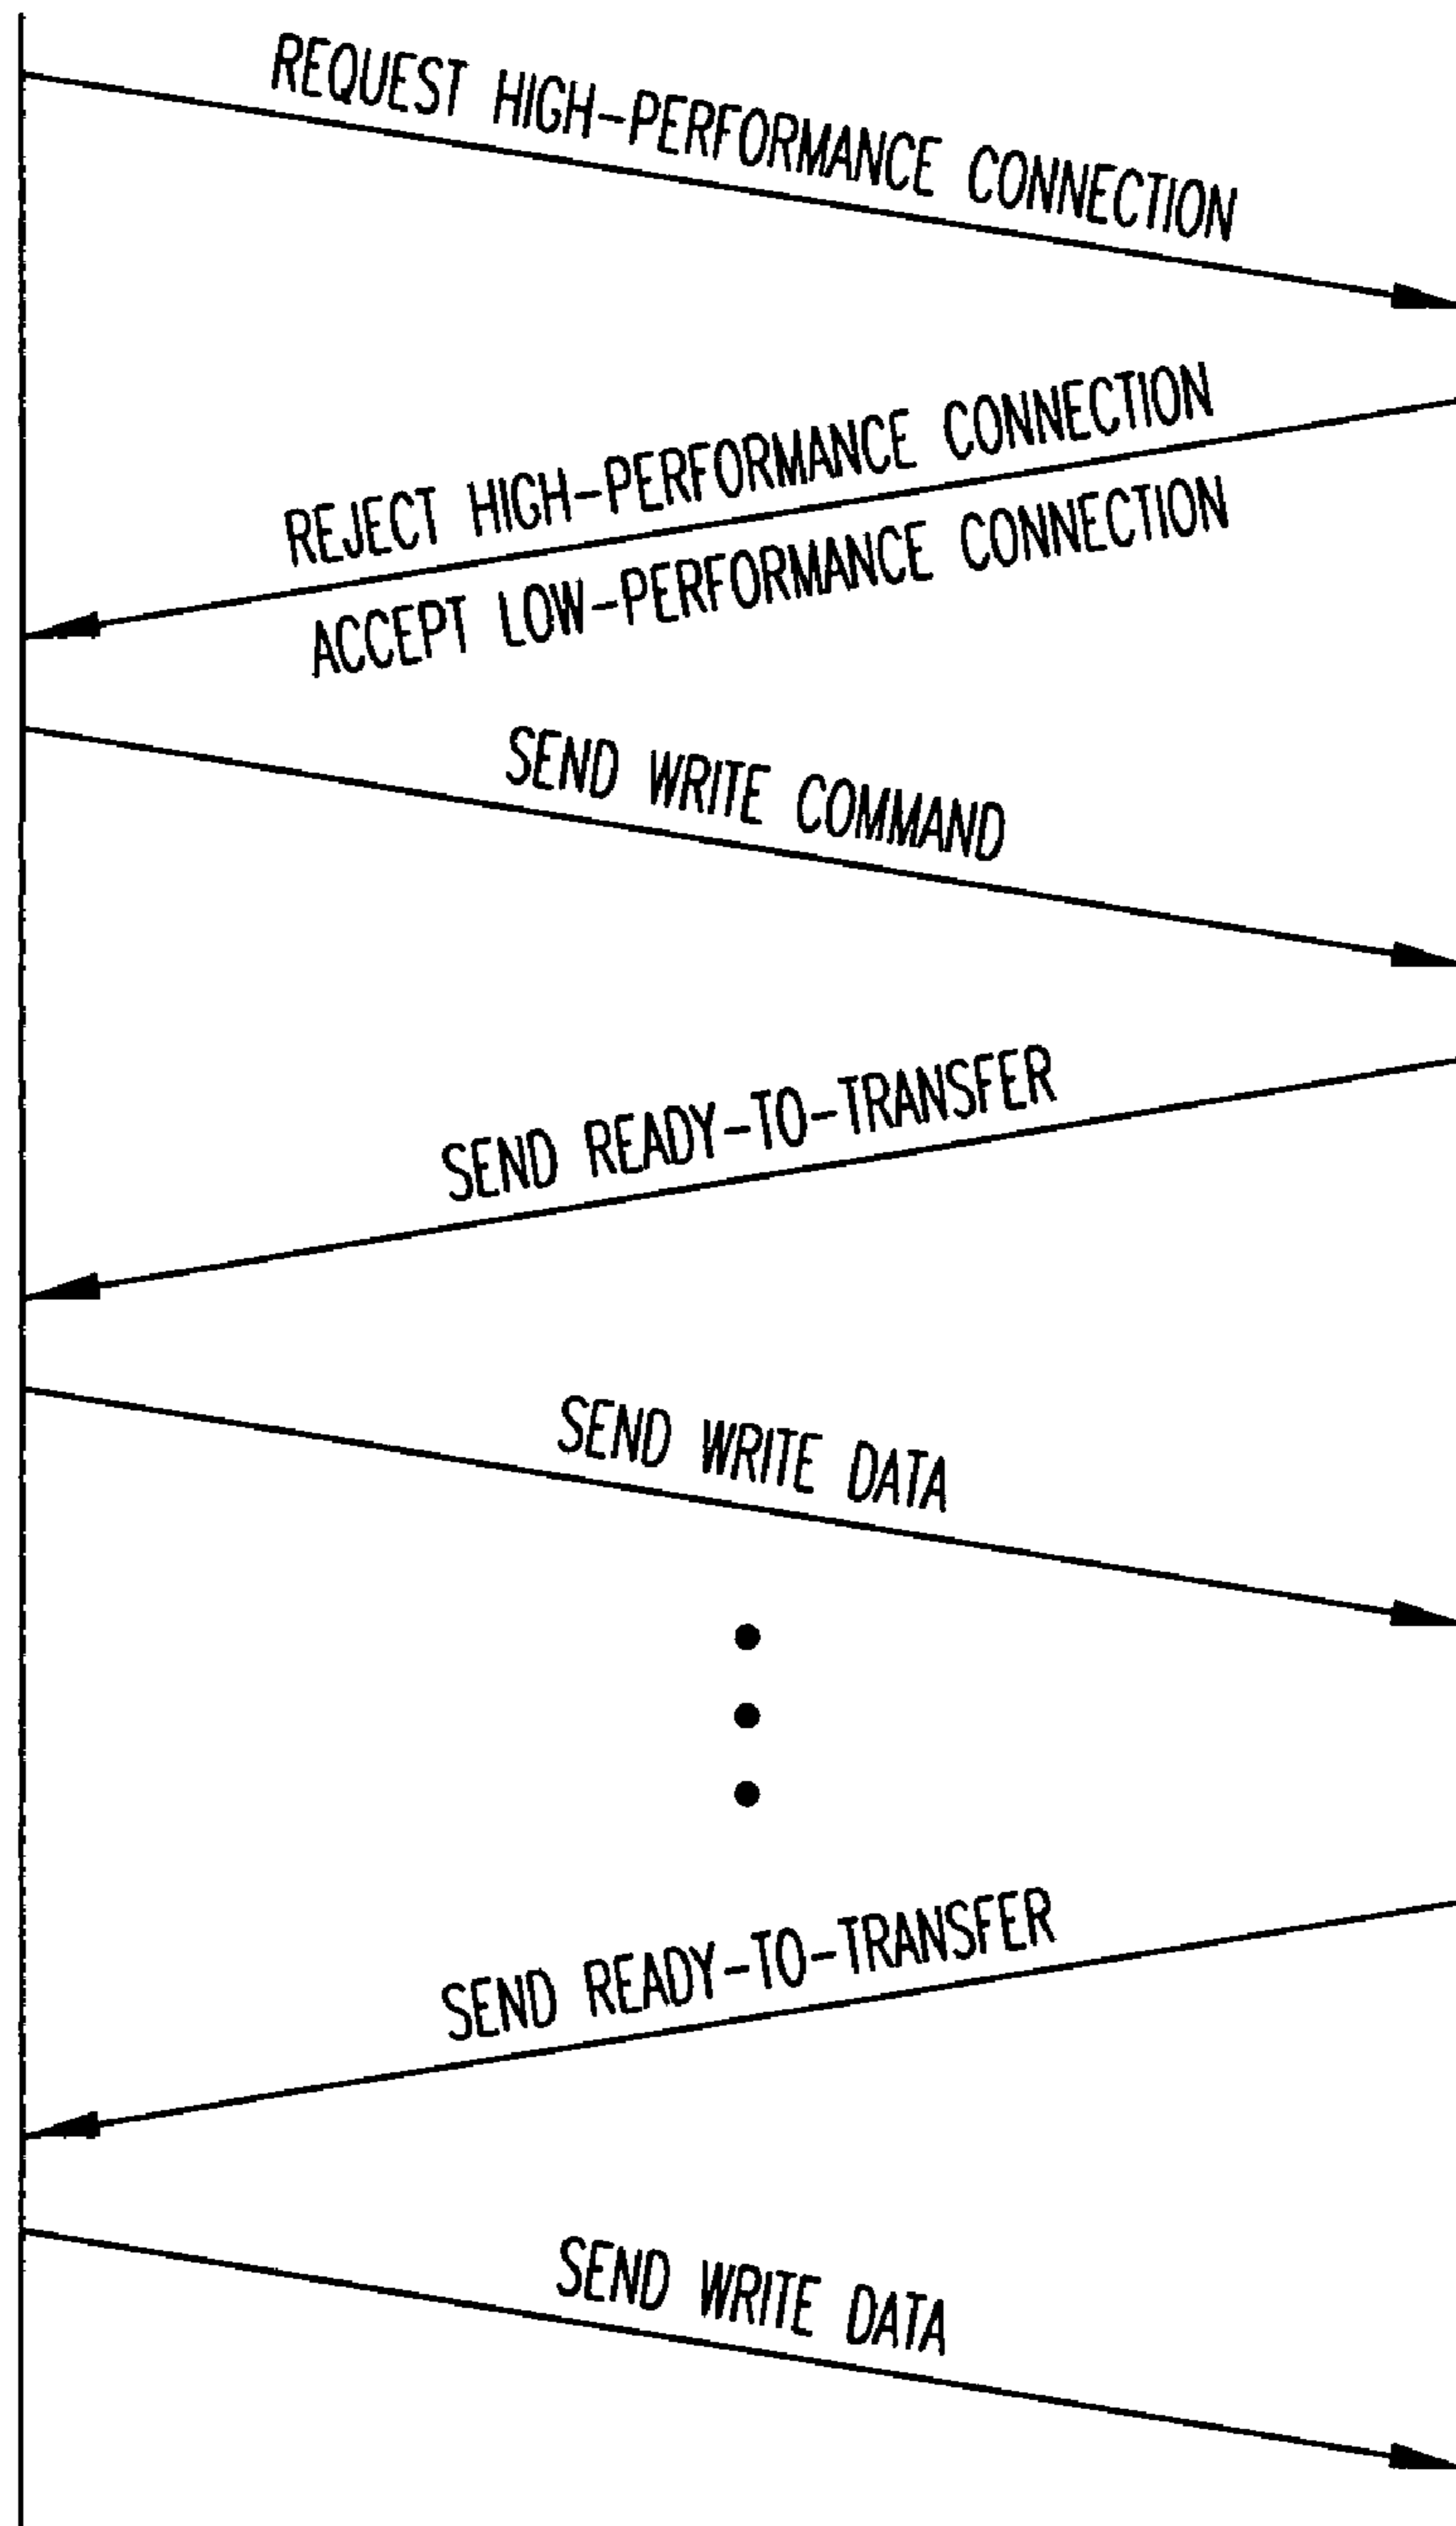 REQUEST HIGH-PERFORMANCE CONNECTION
REJECT HIGH-PERFORMANCE CONNECTION
ACCEPT LOW-PERFORMANCE CONNECTION
SEND WRITE COMMAND
SEND READY-TO-TRANSFER
SEND WRITE DATA
SEND READY-TO-TRANSFER
SEND WRITE DATA